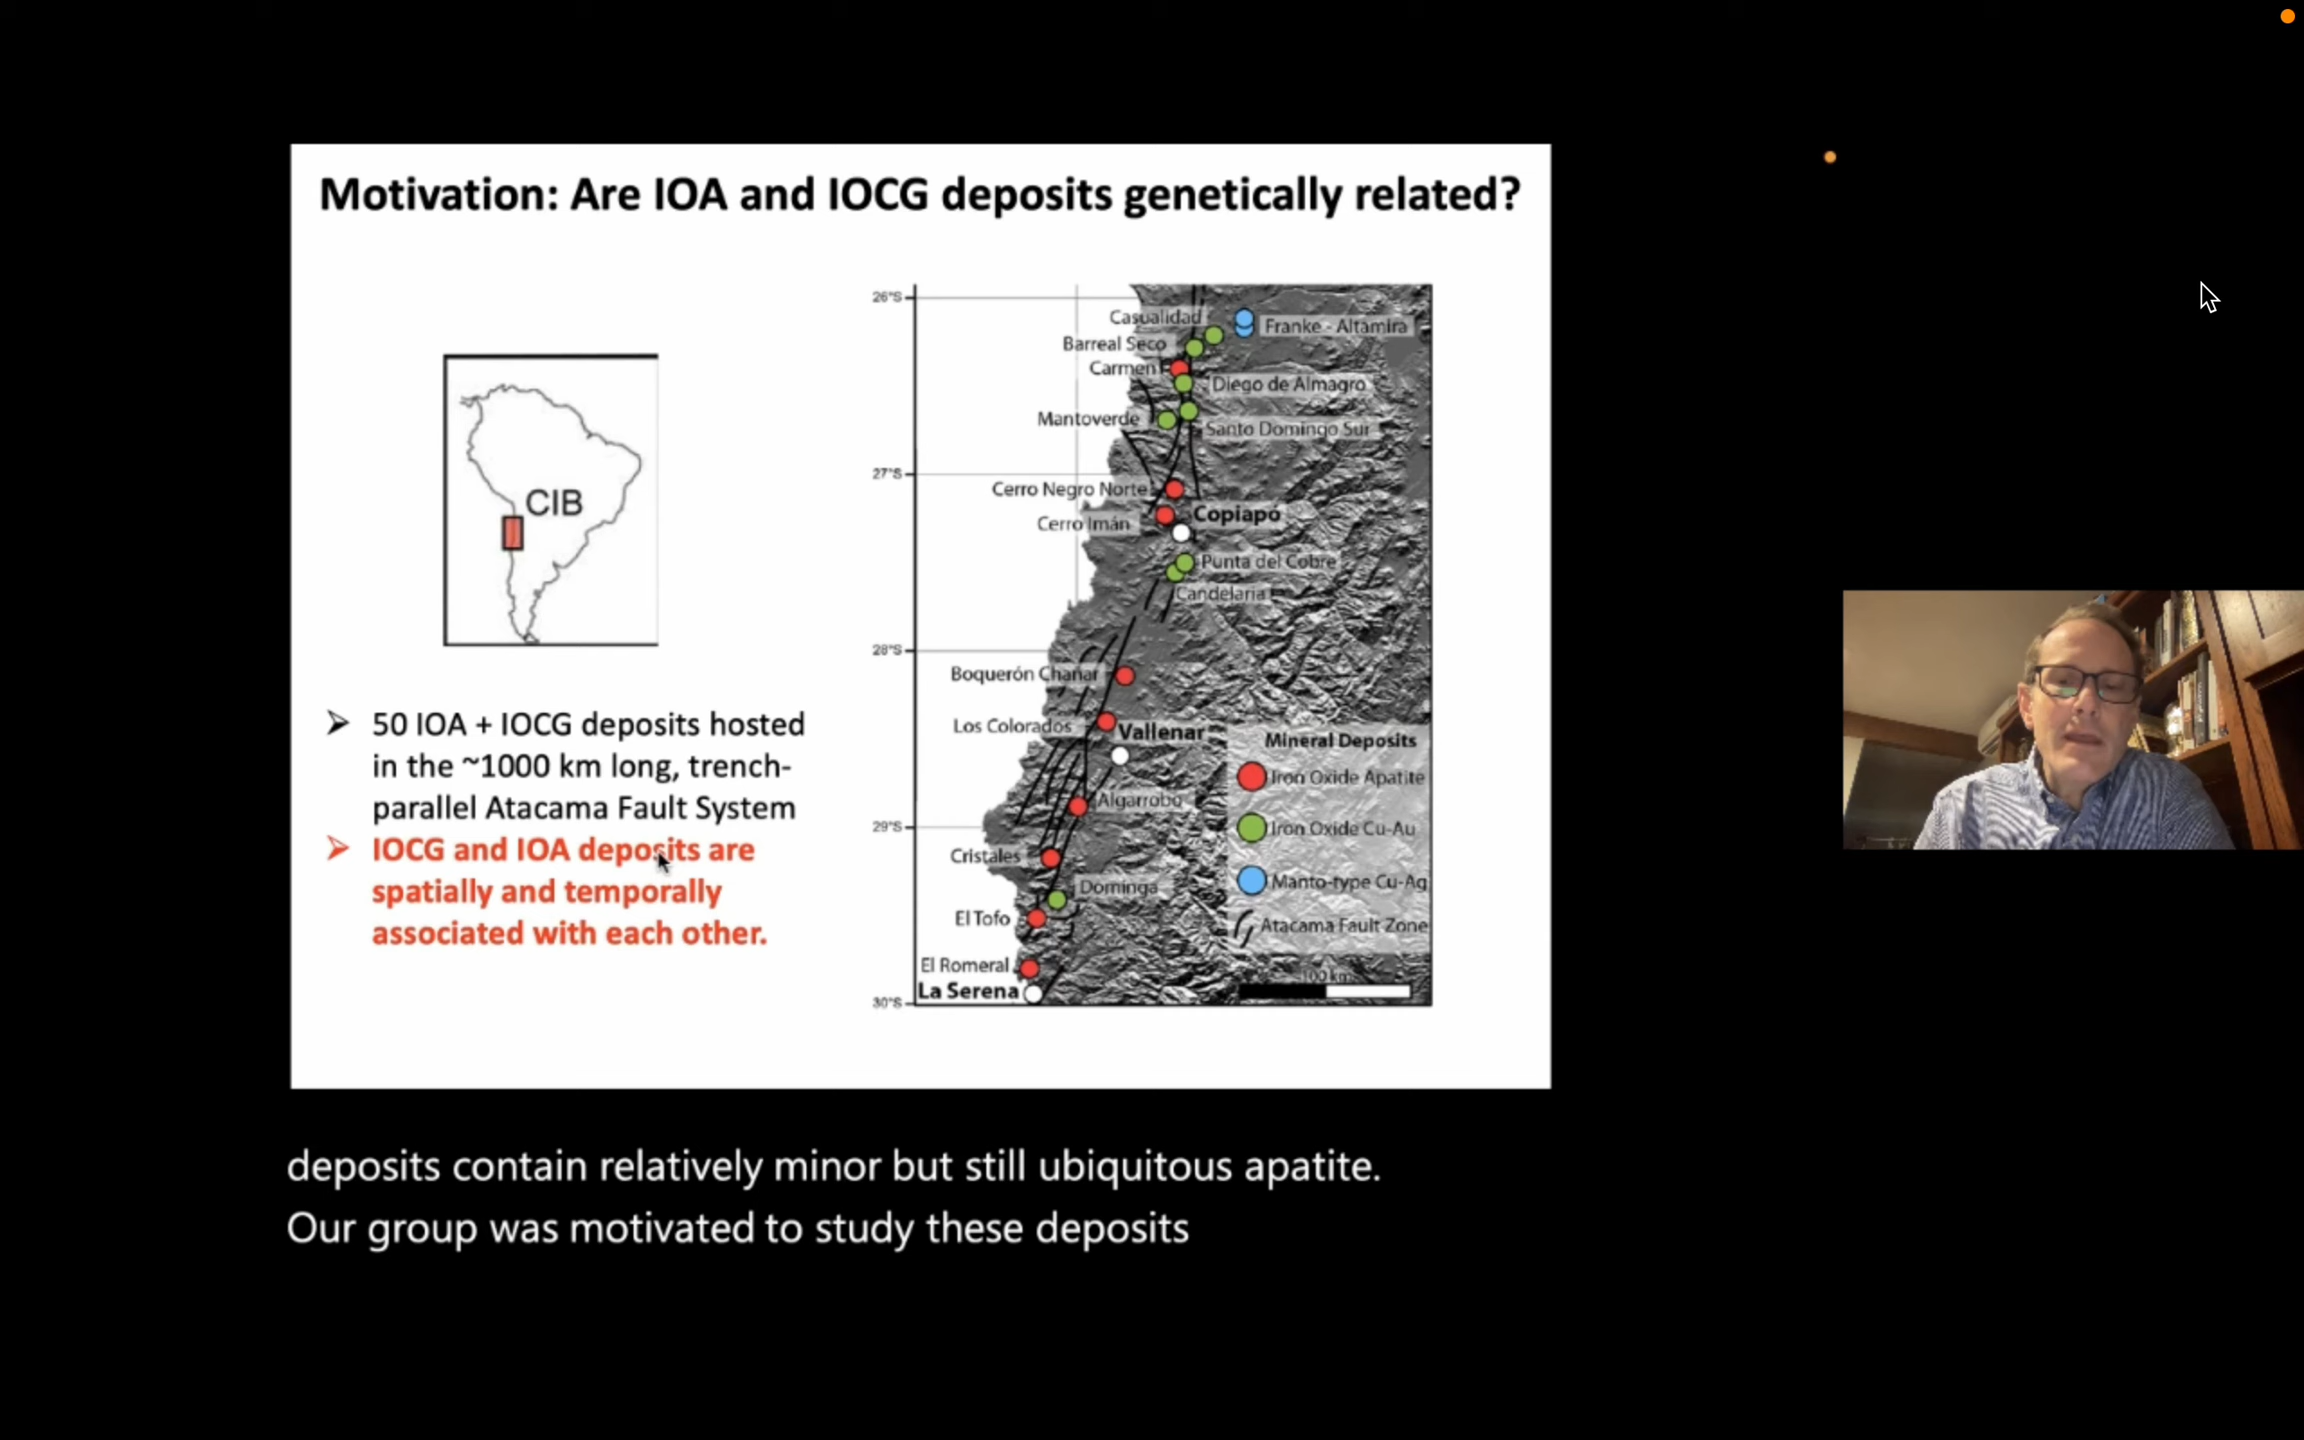 Motivation: Are IOA and IOCG deposits genetically related?
CIB
➢ 50 IOA + IOCG deposits hosted
in the ~1000 km long, trench-
parallel Atacama Fault System
➢ IOCG and IOA deposits are
spatially and temporally
associated with each other.
26°S
Casualidad
Franke - Altamira
Barreal Seco
Carmen
Diego de Almagro
Mantoverde
Santo Domingo Sur
27°S
Cerro Negro Norte
Copiapó
Cerro Imán
Punta del Cobre
Candelaria
28°S
Boquerón Chañar
Los Colorados
Vallenar
Algarrobo
29°S
Cristales
Dominga
El Tofo
El Romeral
La Serena
30°S
Mineral Deposits
Iron Oxide Apatite
Iron Oxide Cu-Au
Manto-type Cu-Ag
Atacama Fault Zone
100 km
deposits contain relatively minor but still ubiquitous apatite.
Our group was motivated to study these deposits